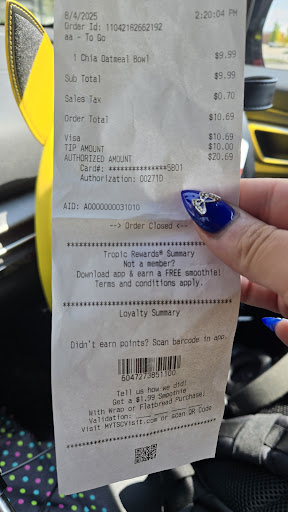 8/4/2025 2:20:04 PM
Order Id: 11042182662192
aa - To Go
1 Chia Oatmeal Bowl $9.99
Sub Total $9.99
Sales Tax $0.70
Order Total $10.69
Visa $10.69
TIP AMOUNT $10.00
AUTHORIZED AMOUNT $20.69
Card#: ***************5801
Authorization: 002710
AID: A0000000031010
--> Order Closed <--
Tropic Rewards® Summary
Not a member?
Download app & earn a FREE smoothie!
Terms and conditions apply.
Loyalty Summary
Didn't earn points? Scan barcode in app.
Tell us how we did!
Get a $1.99 Smoothie
With Wrap or Flatbread Purchase!
Validation: ___ ___ ___ ___
Visit MYTSCVisit.com or scan QR Code